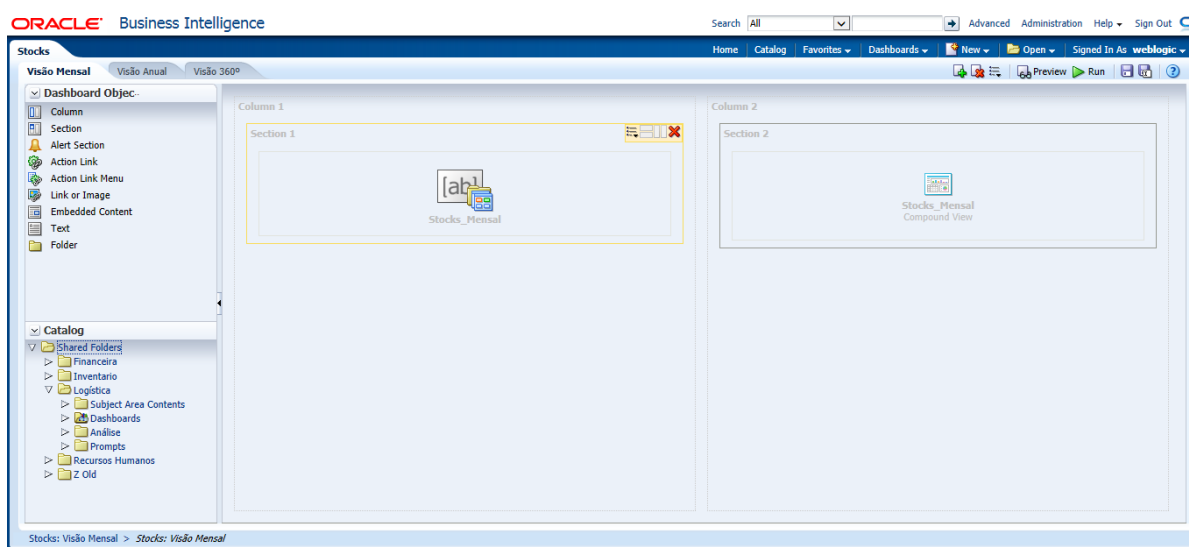 ORACLE Business Intelligence
Search All Advanced Administration Help Sign Out
Stocks
Home Catalog Favorites Dashboards New Open Signed In As weblogic
Visão Mensal Visão Anual Visão 360º
Preview Run
Dashboard Objec...
Column
Section
Alert Section
Action Link
Action Link Menu
Link or Image
Embedded Content
Text
Folder
Catalog
Shared Folders
Financeira
Inventario
Logística
Subject Area Contents
Dashboards
Análise
Prompts
Recursos Humanos
Z Old
Column 1
Section 1
[ab]
Stocks_Mensal
Column 2
Section 2
Stocks_Mensal
Compound View
Stocks: Visão Mensal > Stocks: Visão Mensal